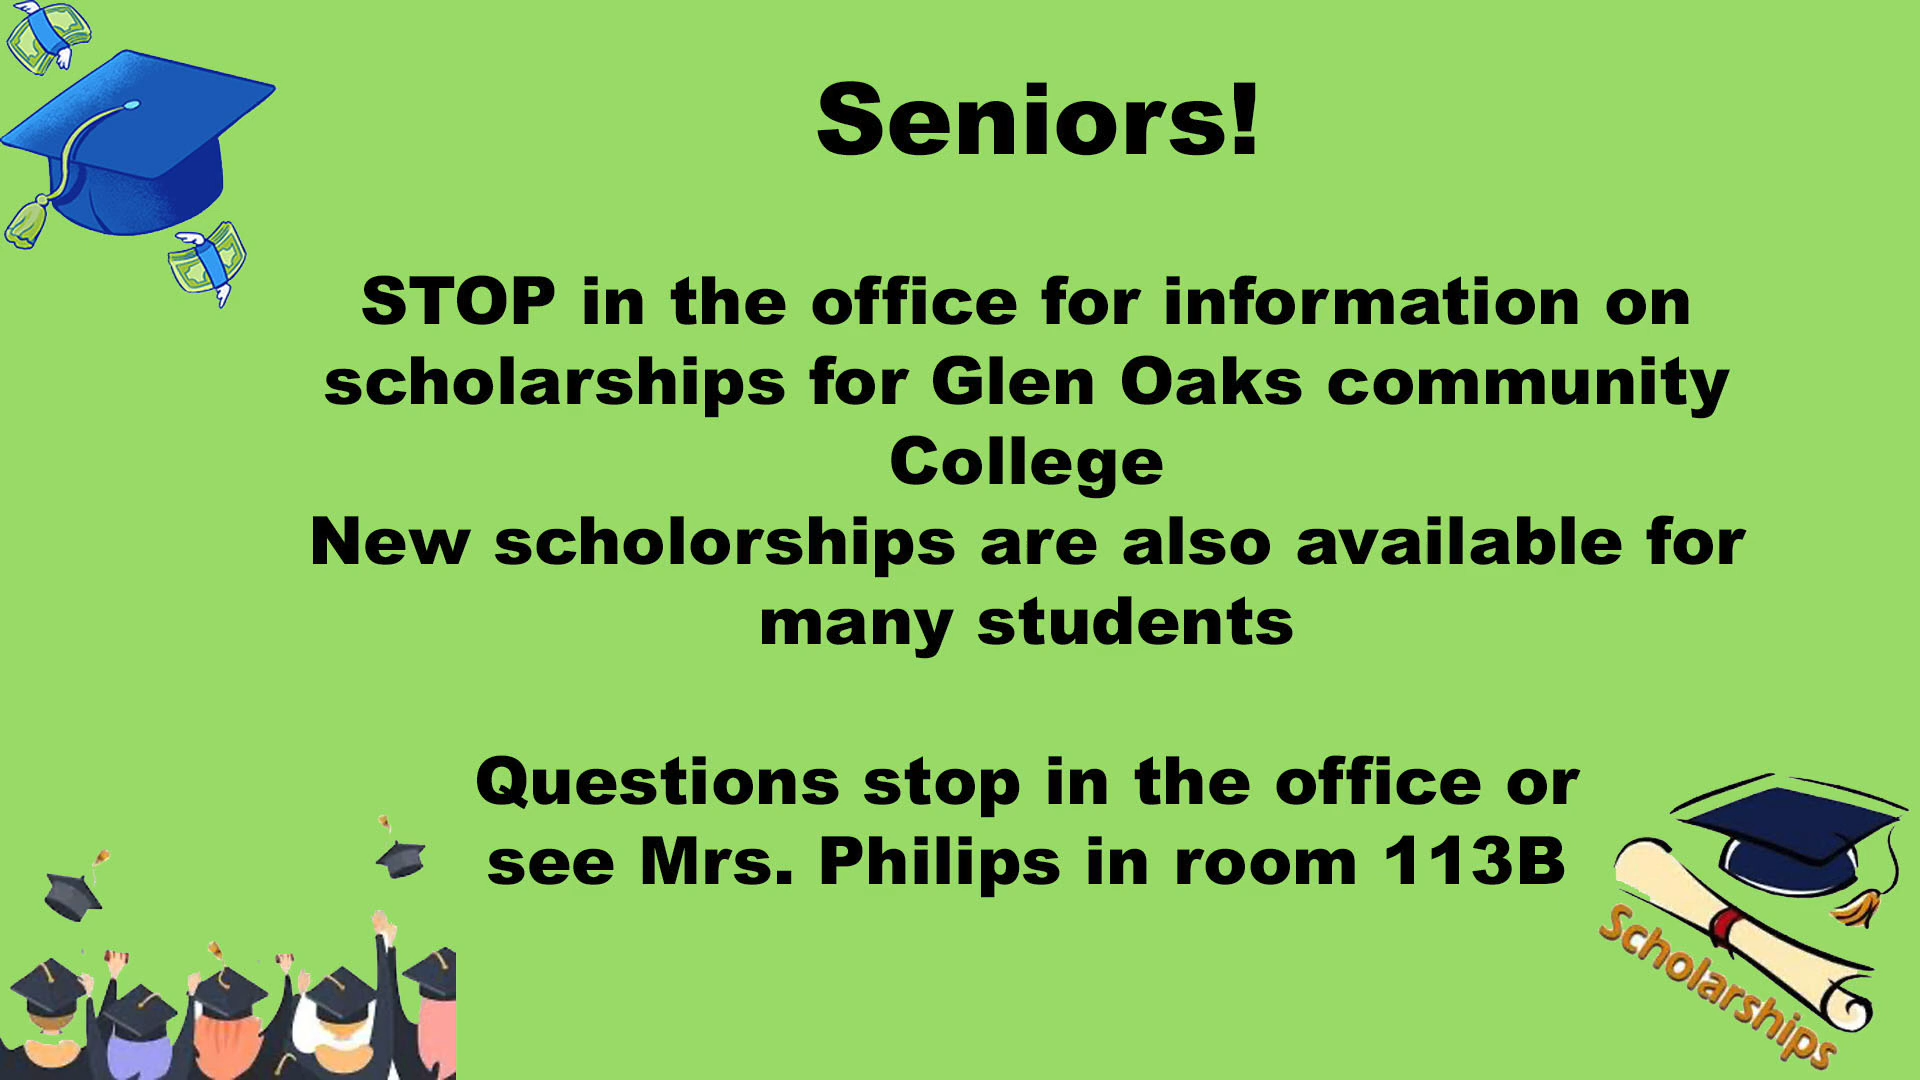 Seniors!
STOP in the office for information on
scholarships for Glen Oaks community
College
New scholorships are also available for
many students
Questions stop in the office or
see Mrs. Philips in room 113B
Scholarships